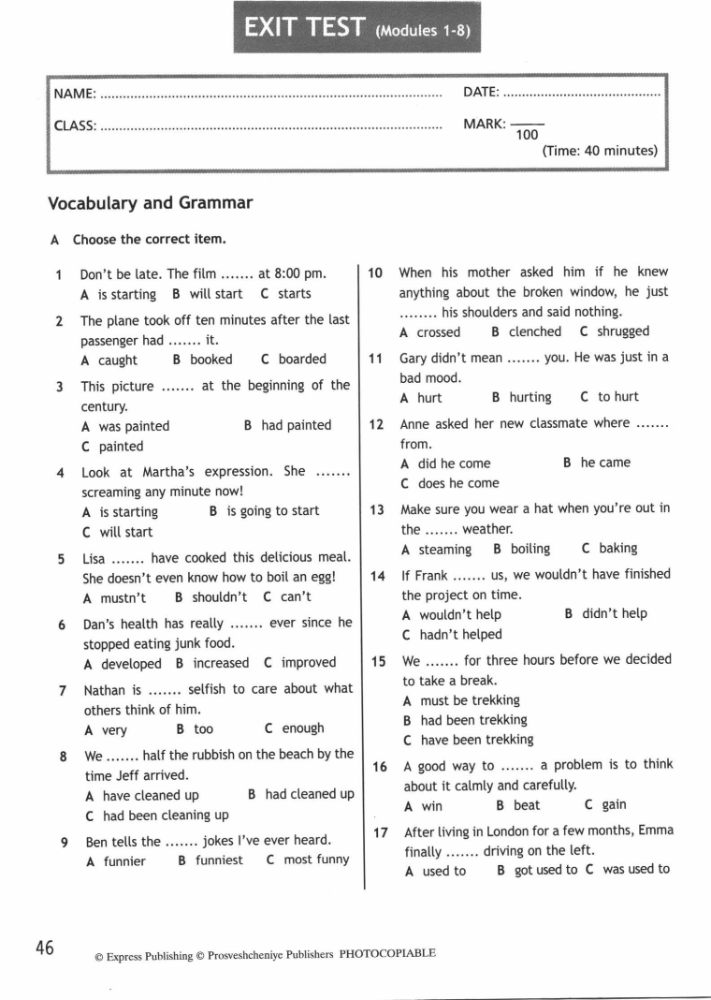 EXIT TEST (Modules 1-8)
NAME: ........................................................................................... DATE: ..........................................
CLASS: ........................................................................................... MARK: ____
100
(Time: 40 minutes)
Vocabulary and Grammar
A Choose the correct item.
1 Don't be late. The film ....... at 8:00 pm.
A is starting B will start C starts
2 The plane took off ten minutes after the last
passenger had ....... it.
A caught B booked C boarded
3 This picture ....... at the beginning of the
century.
A was painted B had painted
C painted
4 Look at Martha's expression. She .......
screaming any minute now!
A is starting B is going to start
C will start
5 Lisa ....... have cooked this delicious meal.
She doesn't even know how to boil an egg!
A mustn't B shouldn't C can't
6 Dan's health has really ....... ever since he
stopped eating junk food.
A developed B increased C improved
7 Nathan is ....... selfish to care about what
others think of him.
A very B too C enough
8 We ....... half the rubbish on the beach by the
time Jeff arrived.
A have cleaned up B had cleaned up
C had been cleaning up
9 Ben tells the ....... jokes I've ever heard.
A funnier B funniest C most funny
10 When his mother asked him if he knew
anything about the broken window, he just
........ his shoulders and said nothing.
A crossed B clenched C shrugged
11 Gary didn't mean ....... you. He was just in a
bad mood.
A hurt B hurting C to hurt
12 Anne asked her new classmate where .......
from.
A did he come B he came
C does he come
13 Make sure you wear a hat when you're out in
the ....... weather.
A steaming B boiling C baking
14 If Frank ....... us, we wouldn't have finished
the project on time.
A wouldn't help B didn't help
C hadn't helped
15 We ....... for three hours before we decided
to take a break.
A must be trekking
B had been trekking
C have been trekking
16 A good way to ....... a problem is to think
about it calmly and carefully.
A win B beat C gain
17 After living in London for a few months, Emma
finally ....... driving on the left.
A used to B got used to C was used to
46
© Express Publishing © Prosveshcheniye Publishers PHOTOCOPIABLE